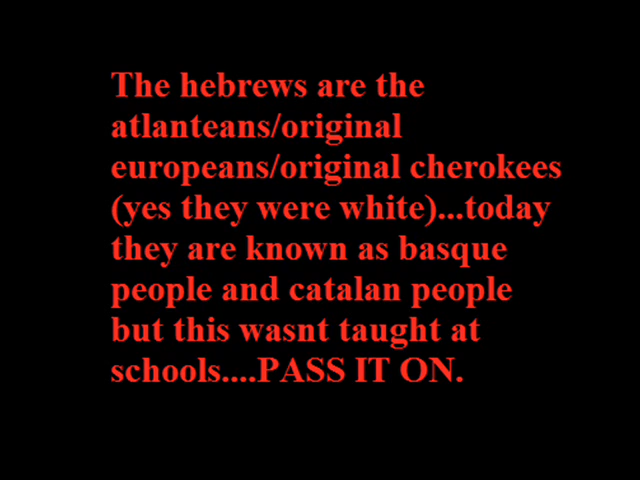 The hebrews are the
atlanteans/original
europeans/original cherokees
(yes they were white)...today
they are known as basque
people and catalan people
but this wasnt taught at
schools....PASS IT ON.